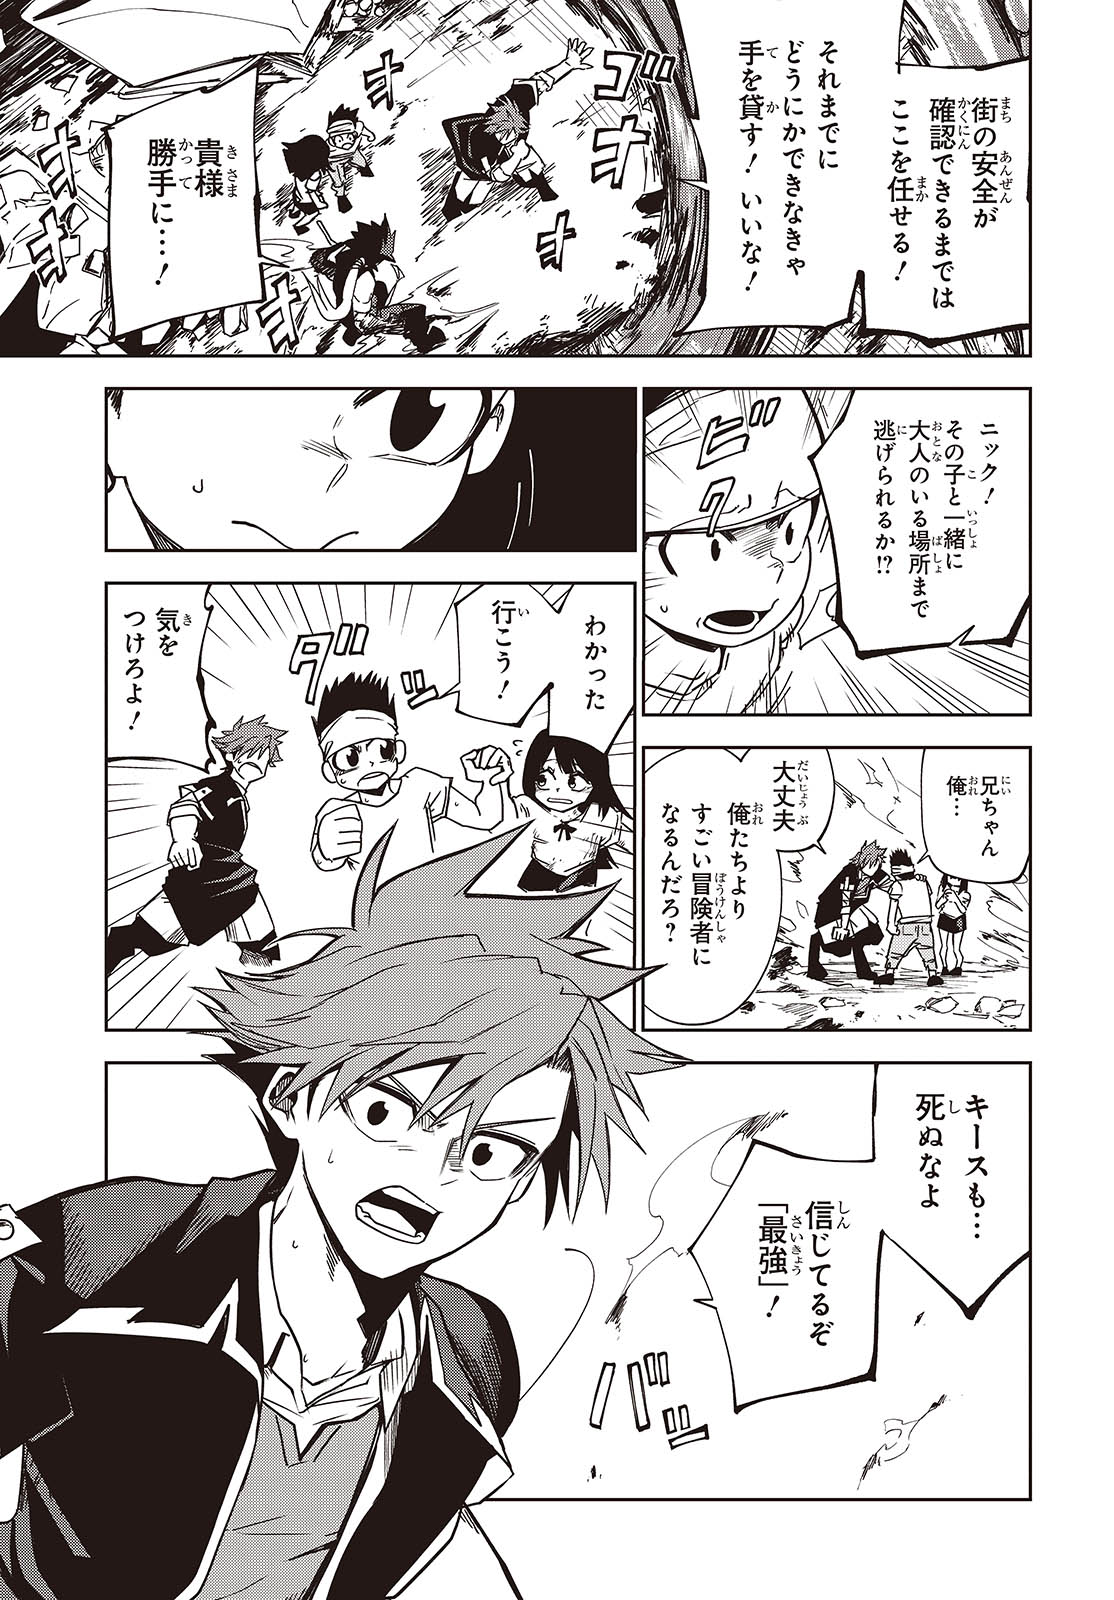 街の安全が
確認できるまでは
ここを任せる！
それまでに
どうにかできなきゃ
手を貸す！いいな！
ゴゴオオオオオオ
貴様
勝手に…！
ニック！
その子と一緒に
大人のいる場所まで
逃げられるか!?
ビク
兄ちゃん
俺…
大丈夫
俺たちより
すごい冒険者に
なるんだろ？
わかった
行こう！
ダダッ
気を
つけろよ！
キースも…
死ぬなよ
信じてるぞ
「最強」！
バッ